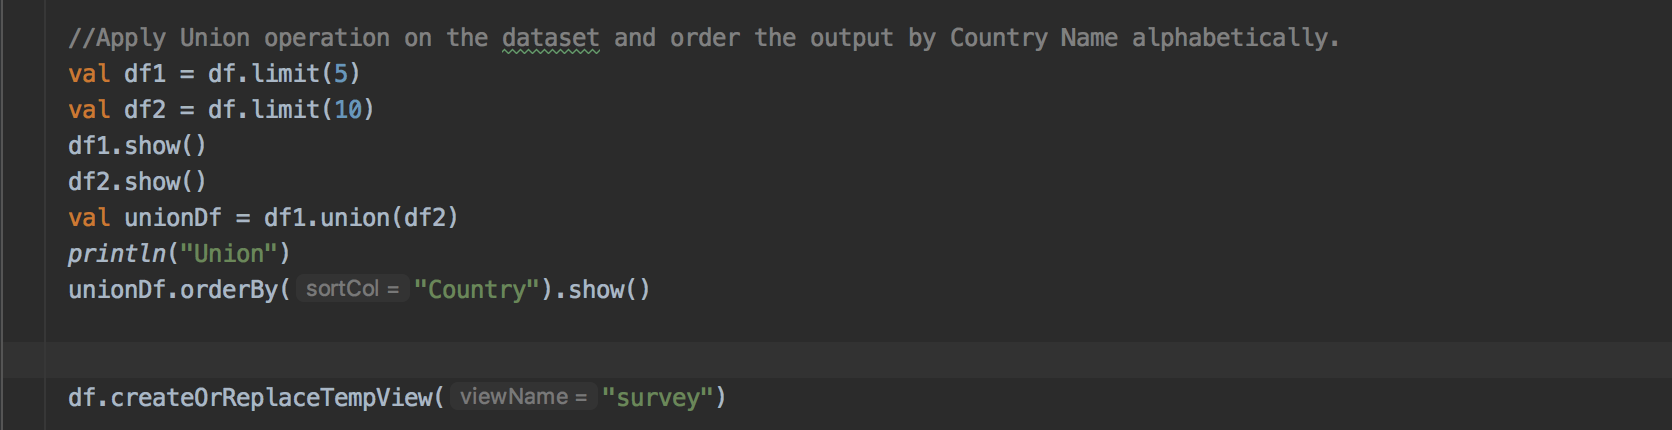 //Apply Union operation on the dataset and order the output by Country Name alphabetically.
val df1 = df.limit(5)
val df2 = df.limit(10)
df1.show()
df2.show()
val unionDf = df1.union(df2)
println("Union")
unionDf.orderBy( sortCol = "Country").show()
df.createOrReplaceTempView( viewName = "survey")